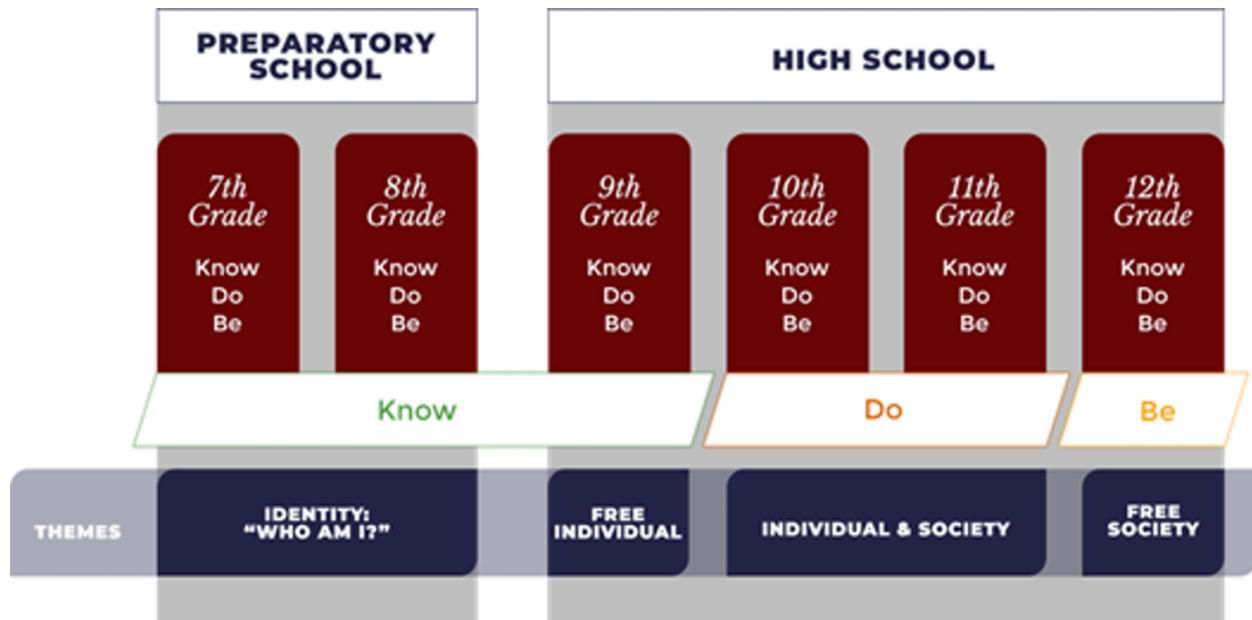 PREPARATORY
SCHOOL
HIGH SCHOOL
7th
Grade
Know
Do
Be
8th
Grade
Know
Do
Be
9th
Grade
Know
Do
Be
10th
Grade
Know
Do
Be
11th
Grade
Know
Do
Be
12th
Grade
Know
Do
Be
Know
Do
Be
THEMES
IDENTITY:
“WHO AM I?”
FREE
INDIVIDUAL
INDIVIDUAL & SOCIETY
FREE
SOCIETY